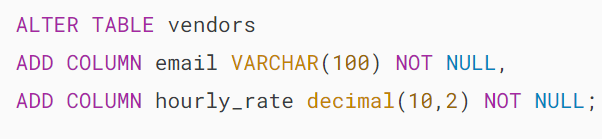 ALTER TABLE vendors
ADD COLUMN email VARCHAR(100) NOT NULL,
ADD COLUMN hourly_rate decimal(10,2) NOT NULL;